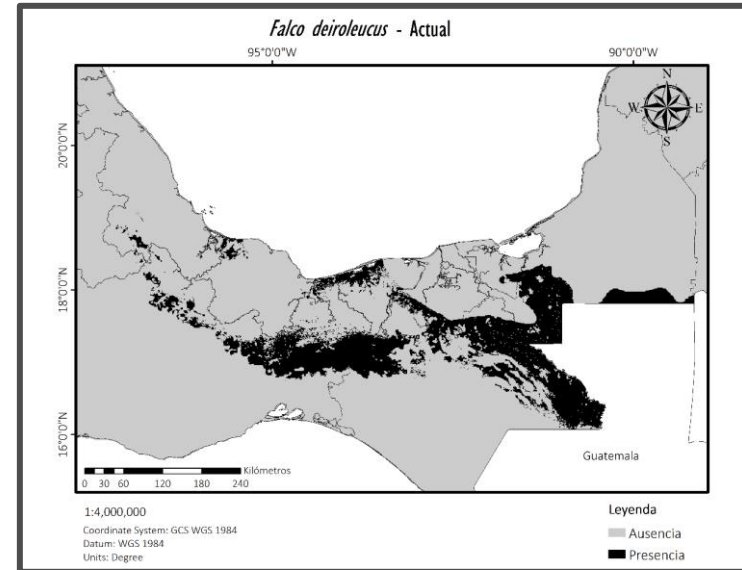 Falco deiroleucus - Actual
95°0'0"W 90°0'0"W
N
W E
S
20°0'0"N
18°0'0"N
16°0'0"N
Guatemala
Kilómetros
0 30 60 120 180 240
1:4,000,000
Coordinate System: GCS WGS 1984
Datum: WGS 1984
Units: Degree
Leyenda
Ausencia
Presencia